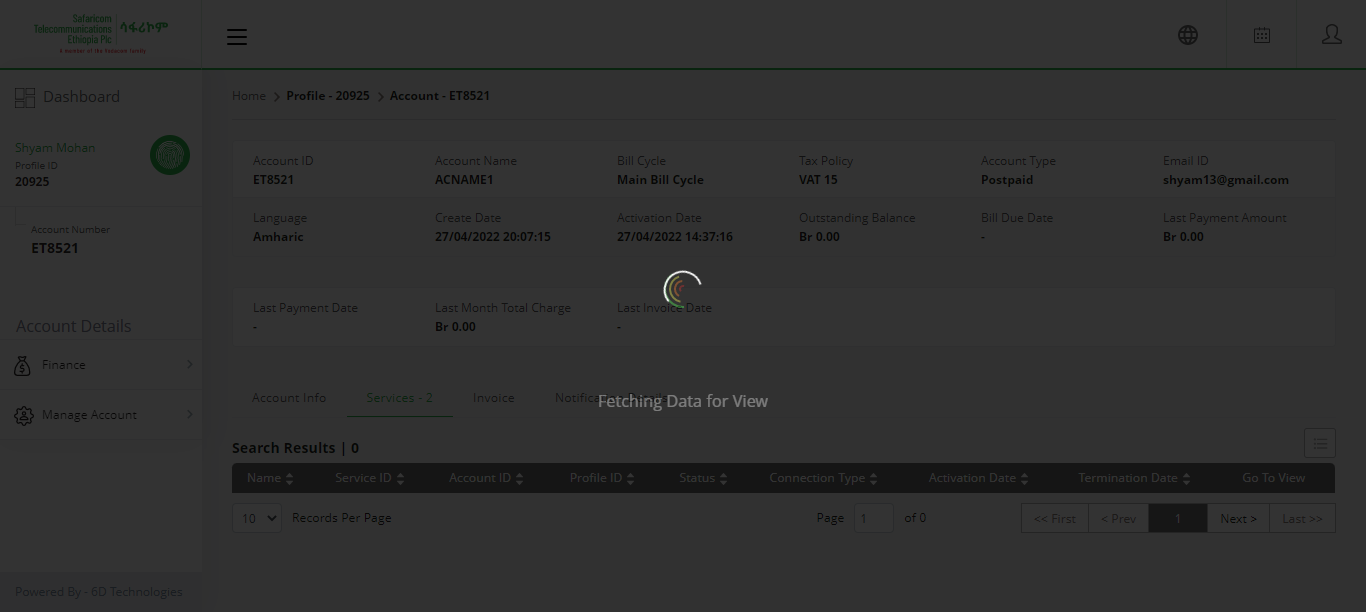 Safaricom
Telecommunications
Ethiopia Plc
ሳፋሪኮም
A member of the Vodacom family
Dashboard
Shyam Mohan
Profile ID
20925
Account Number
ET8521
Account Details
Finance
Manage Account
Powered By - 6D Technologies
Home > Profile - 20925 > Account - ET8521
Account ID Account Name Bill Cycle Tax Policy Account Type Email ID
ET8521 ACNAME1 Main Bill Cycle VAT 15 Postpaid shyam13@gmail.com
Language Create Date Activation Date Outstanding Balance Bill Due Date Last Payment Amount
Amharic 27/04/2022 20:07:15 27/04/2022 14:37:16 Br 0.00 - Br 0.00
Last Payment Date Last Month Total Charge Last Invoice Date
- Br 0.00 -
Account Info Services - 2 Invoice
Fetching Data for View
Search Results | 0
Name Service ID Account ID Profile ID Status Connection Type Activation Date Termination Date Go To View
10 Records Per Page Page 1 of 0 << First < Prev 1 Next > Last >>